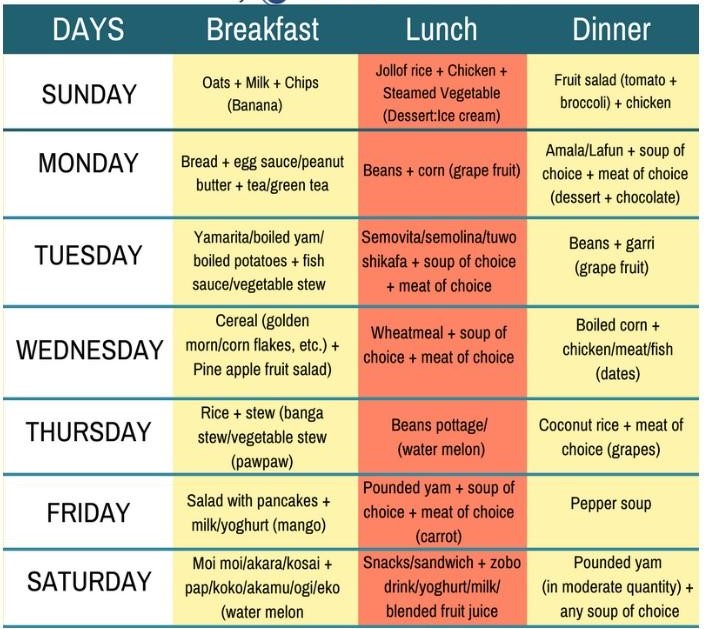 DAYS Breakfast Lunch Dinner
SUNDAY
Oats + Milk + Chips
(Banana)
Jollof rice + Chicken +
Steamed Vegetable
(Dessert:Ice cream)
Fruit salad (tomato +
broccoli) + chicken
MONDAY
Bread + egg sauce/peanut
butter + tea/green tea
Beans + corn (grape fruit)
Amala/Lafun + soup of
choice + meat of choice
(dessert + chocolate)
TUESDAY
Yamarita/boiled yam/
boiled potatoes + fish
sauce/vegetable stew
Semovita/semolina/tuwo
shikafa + soup of choice
+ meat of choice
Beans + garri
(grape fruit)
WEDNESDAY
Cereal (golden
morn/corn flakes, etc.) +
Pine apple fruit salad)
Wheatmeal + soup of
choice + meat of choice
Boiled corn +
chicken/meat/fish
(dates)
THURSDAY
Rice + stew (banga
stew/vegetable stew
(pawpaw)
Beans pottage/
(water melon)
Coconut rice + meat of
choice (grapes)
FRIDAY
Salad with pancakes +
milk/yoghurt (mango)
Pounded yam + soup of
choice + meat of choice
(carrot)
Pepper soup
SATURDAY
Moi moi/akara/kosai +
pap/koko/akamu/ogi/eko
(water melon
Snacks/sandwich + zobo
drink/yoghurt/milk/
blended fruit juice
Pounded yam
(in moderate quantity) +
any soup of choice